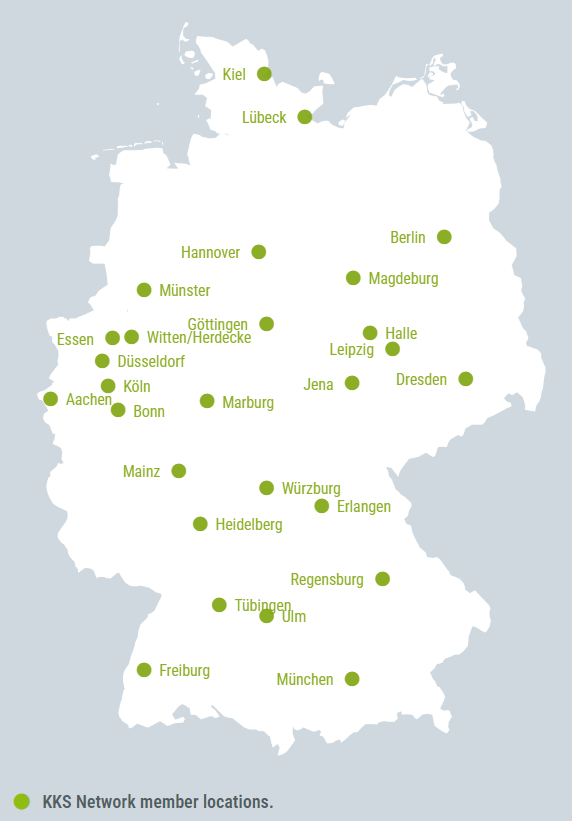 Kiel
Lübeck
Berlin
Hannover
Magdeburg
Münster
Göttingen
Essen
Witten/Herdecke
Halle
Leipzig
Düsseldorf
Köln
Jena
Dresden
Aachen
Marburg
Bonn
Mainz
Würzburg
Erlangen
Heidelberg
Regensburg
Tübingen
Ulm
Freiburg
München
KKS Network member locations.